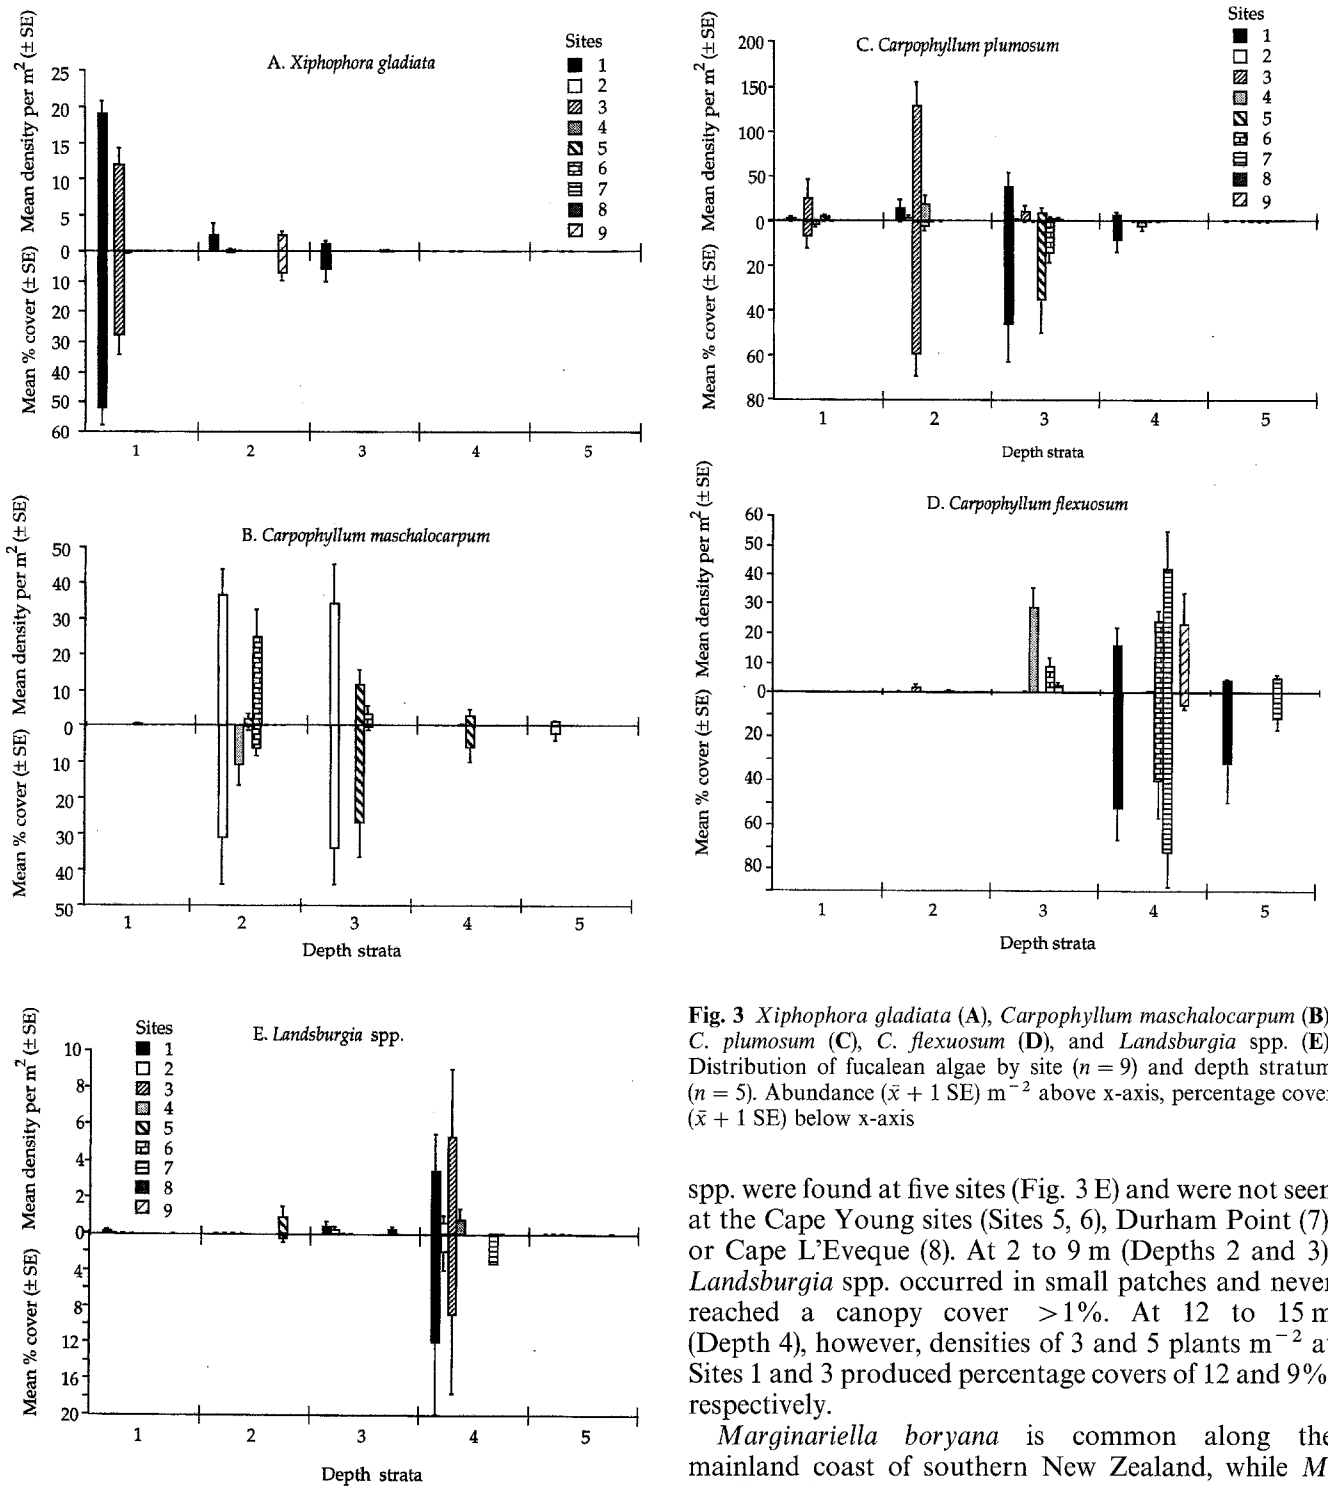 A. Xiphophora gladiata
Mean density per m² (± SE)
Mean % cover (± SE)
25
20
15
10
5
0
10
20
30
40
50
60
1 2 3 4 5
Sites
1
2
3
4
5
6
7
8
9
B. Carpophyllum maschalocarpum
Mean density per m² (± SE)
Mean % cover (± SE)
50
40
30
20
10
0
10
20
30
40
50
1 2 3 4 5
Depth strata
E. Landsburgia spp.
Mean density per m² (± SE)
Mean % cover (± SE)
10
8
6
4
2
0
4
8
12
16
20
Sites
1
2
3
4
5
6
7
8
9
1 2 3 4 5
Depth strata
C. Carpophyllum plumosum
Mean density per m² (± SE)
Mean % cover (± SE)
200
150
100
50
0
20
40
60
80
Sites
1
2
3
4
5
6
7
8
9
1 2 3 4 5
Depth strata
D. Carpophyllum flexuosum
Mean density per m² (± SE)
Mean % cover (± SE)
60
50
40
30
20
10
0
20
40
60
80
1 2 3 4 5
Depth strata
Fig. 3 Xiphophora gladiata (A), Carpophyllum maschalocarpum (B)
C. plumosum (C), C. flexuosum (D), and Landsburgia spp. (E)
Distribution of fucalean algae by site (n = 9) and depth stratum
(n = 5). Abundance (x̄ + 1 SE) m⁻² above x-axis, percentage cover
(x̄ + 1 SE) below x-axis
spp. were found at five sites (Fig. 3 E) and were not seen
at the Cape Young sites (Sites 5, 6), Durham Point (7)
or Cape L'Eveque (8). At 2 to 9 m (Depths 2 and 3)
Landsburgia spp. occurred in small patches and never
reached a canopy cover >1%. At 12 to 15 m
(Depth 4), however, densities of 3 and 5 plants m⁻² at
Sites 1 and 3 produced percentage covers of 12 and 9%
respectively.
Marginariella boryana is common along the
mainland coast of southern New Zealand, while M